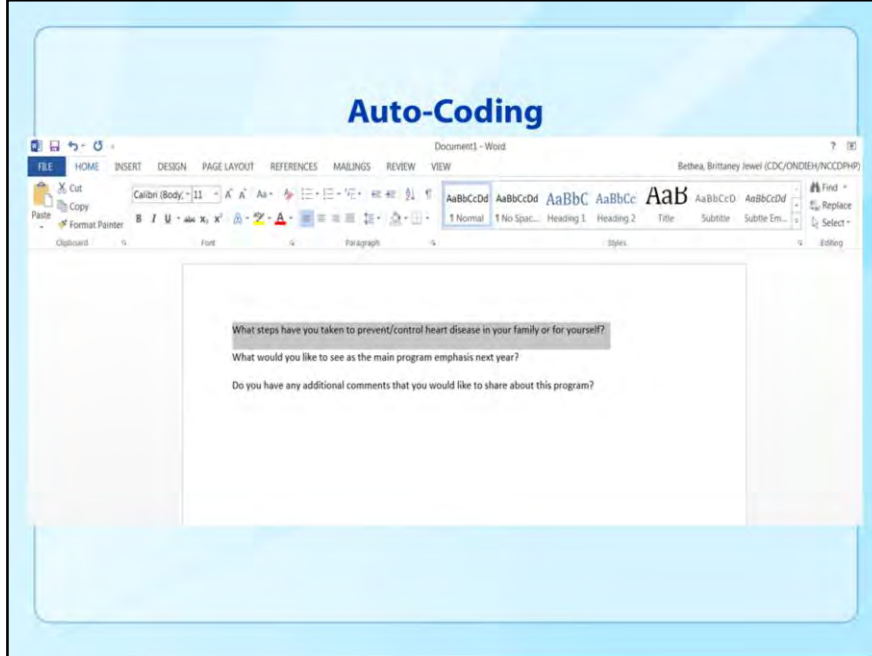 Auto-Coding
Document1 - Word
FILE HOME INSERT DESIGN PAGE LAYOUT REFERENCES MAILINGS REVIEW VIEW Bethea, Brittaney Jewel (CDC/ONDIEH/NCCDPHP)
Cut
Copy
Format Painter
Paste
Calibri (Body) 11
AaBbCcDd AaBbCcDd AaBbC AaBbCc AaB AaBbCcD AaBbCcDd
¶ Normal ¶ No Spac... Heading 1 Heading 2 Title Subtitle Subtle Em...
Find
Replace
Select
Clipboard Font Paragraph Styles Editing
What steps have you taken to prevent/control heart disease in your family or for yourself?
What would you like to see as the main program emphasis next year?
Do you have any additional comments that you would like to share about this program?